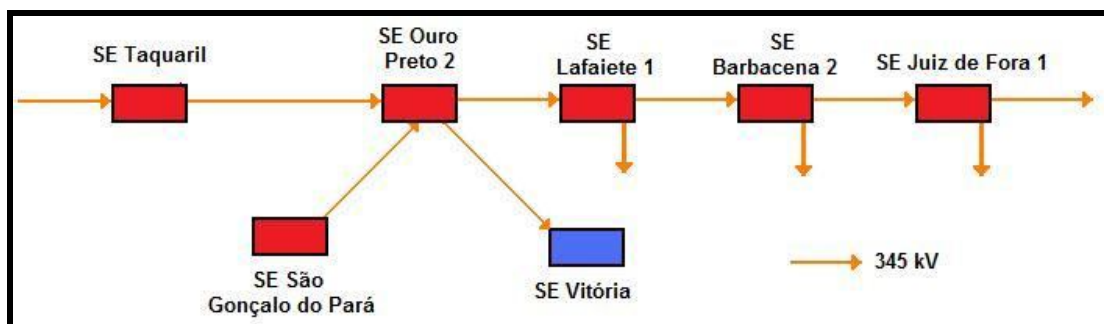 SE Taquaril
SE Ouro
Preto 2
SE
Lafaiete 1
SE
Barbacena 2
SE Juiz de Fora 1
SE São
Gonçalo do Pará
SE Vitória
345 kV